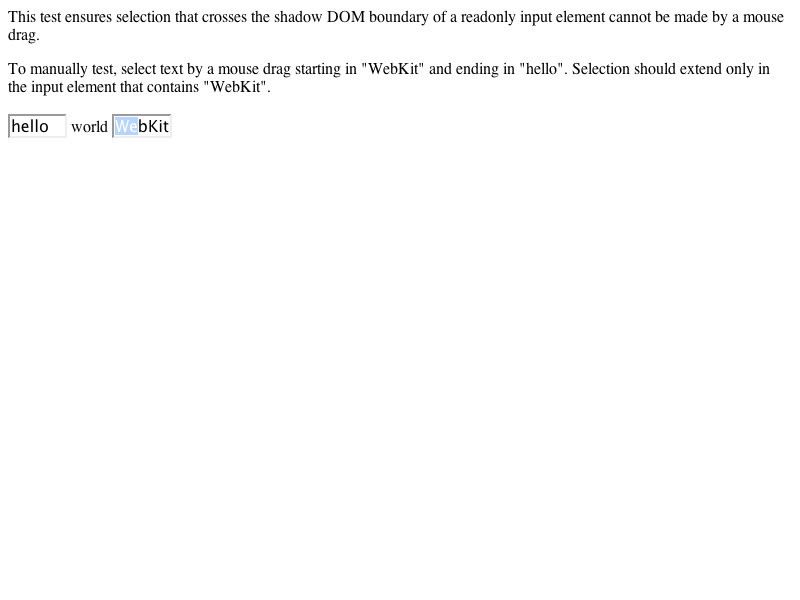 This test ensures selection that crosses the shadow DOM boundary of a readonly input element cannot be made by a mouse
drag.
To manually test, select text by a mouse drag starting in "WebKit" and ending in "hello". Selection should extend only in
the input element that contains "WebKit".
hello world WebKit